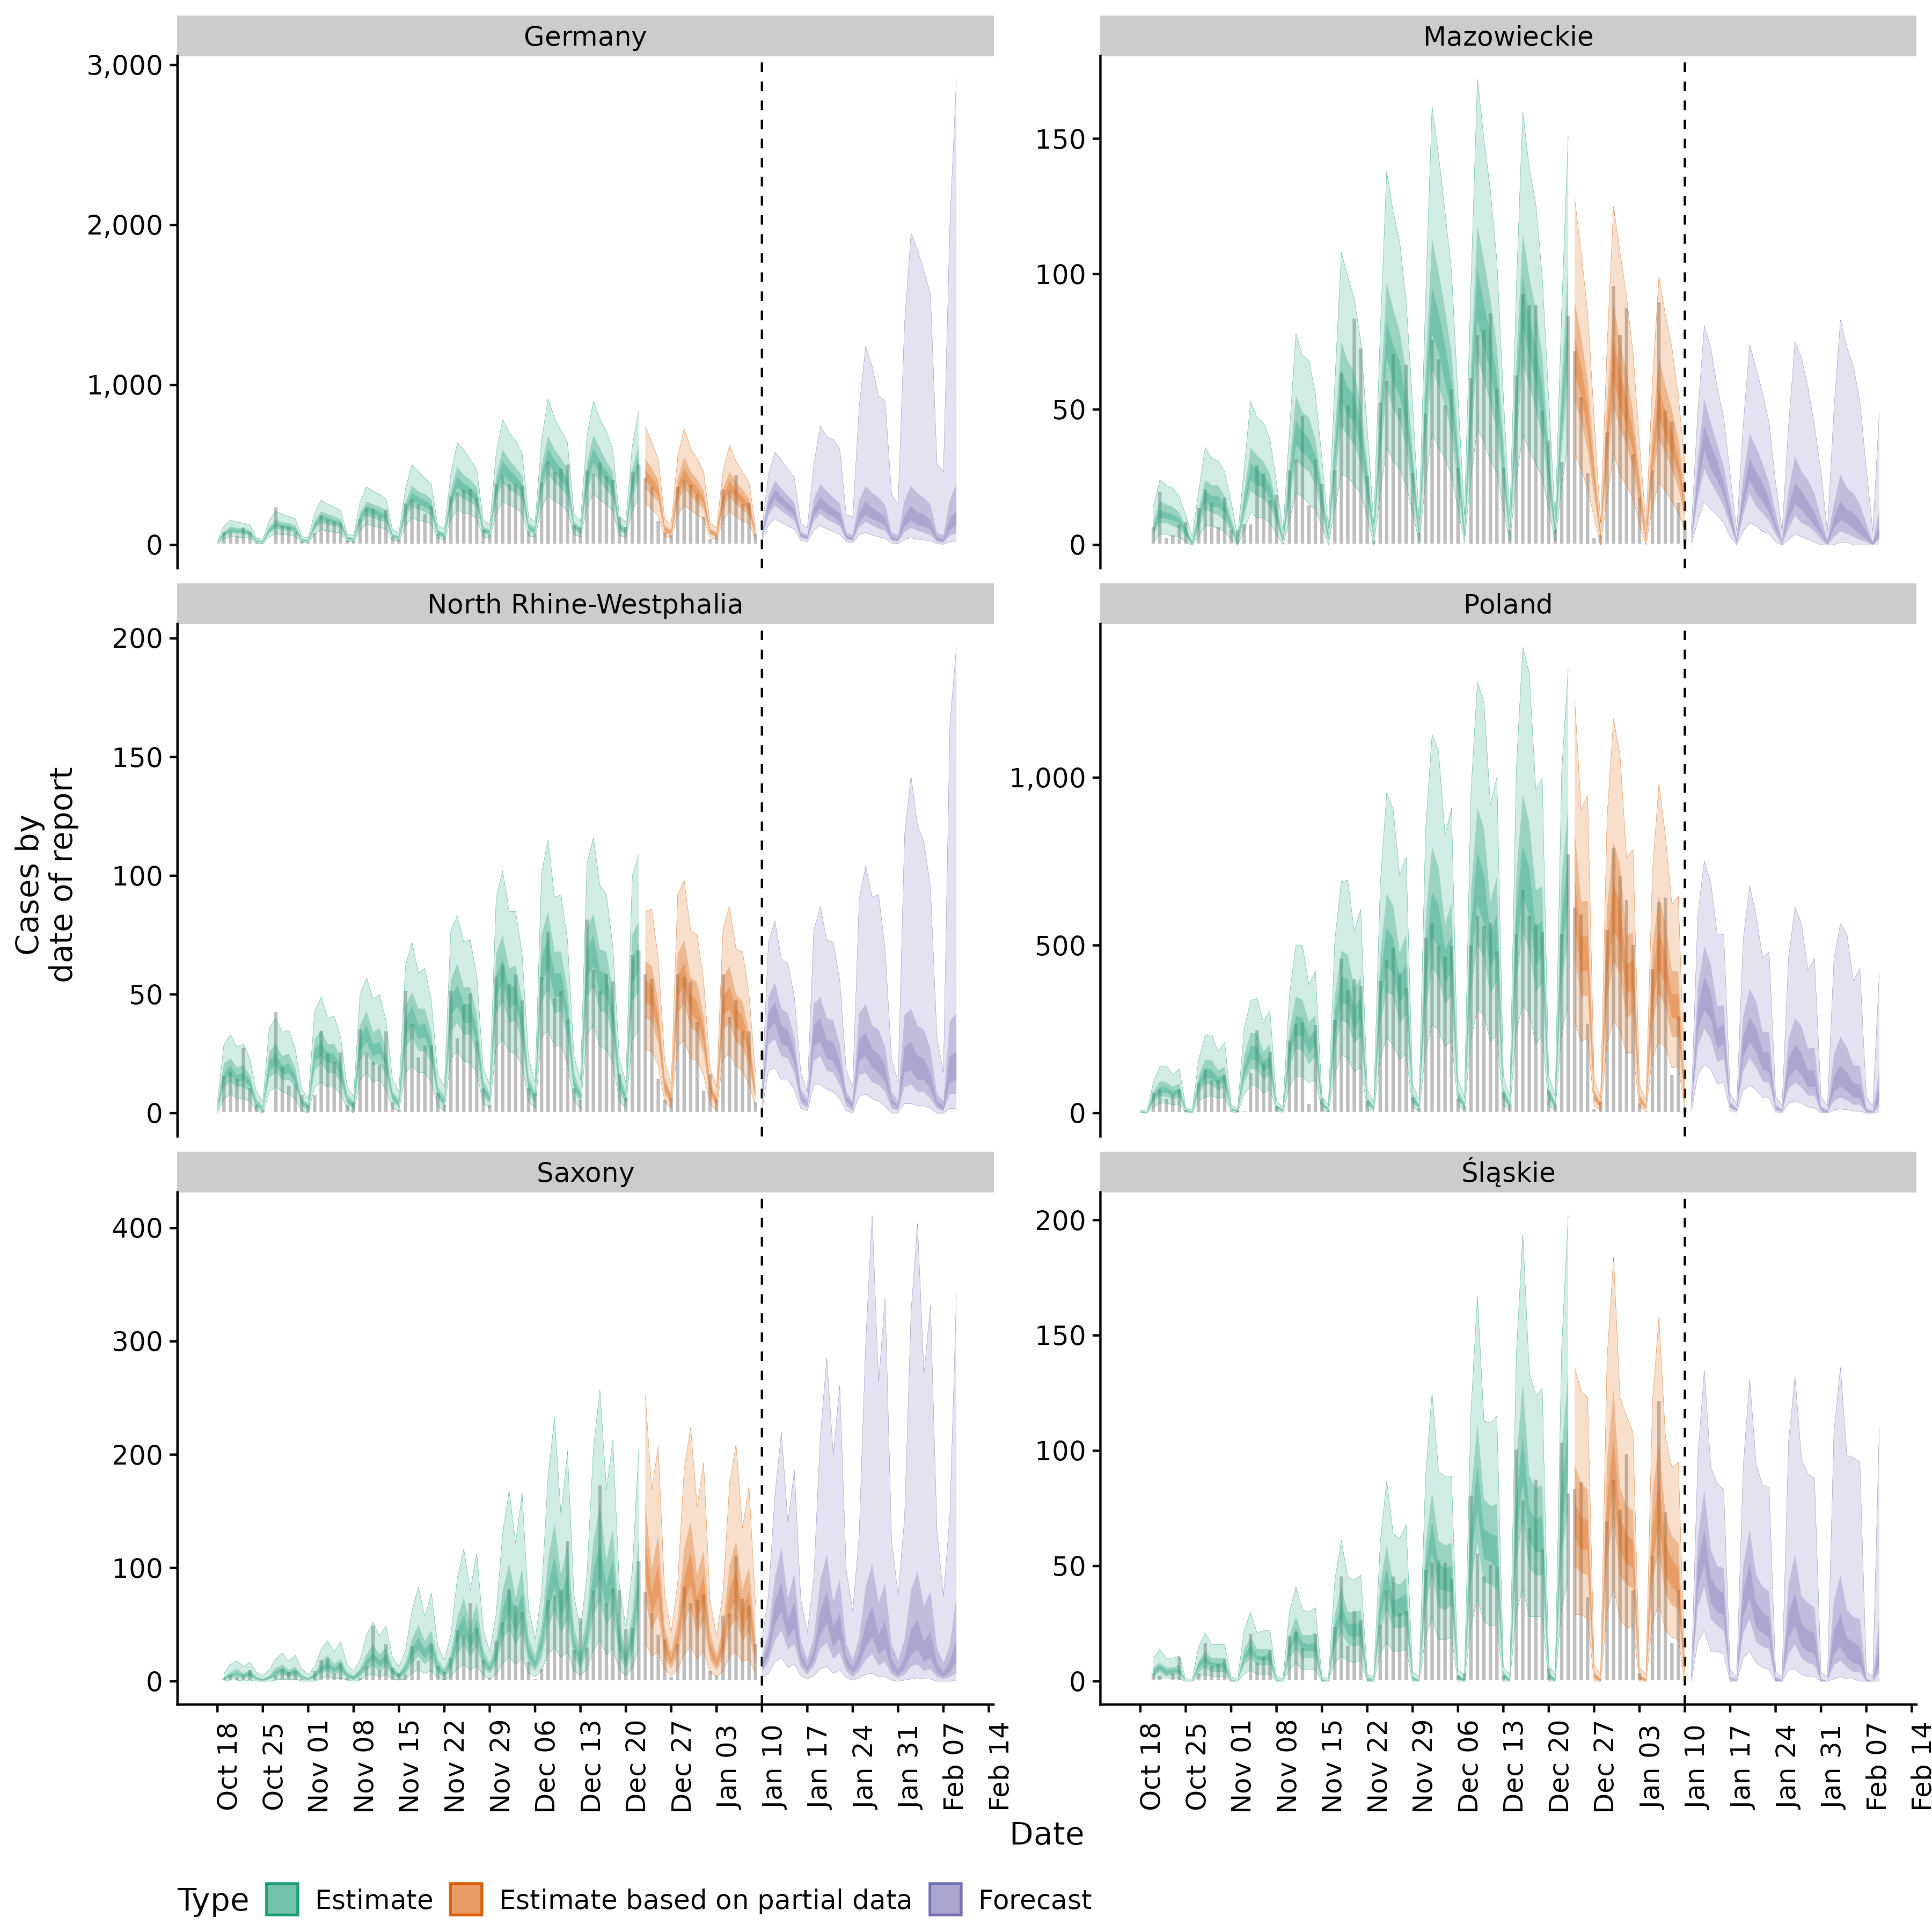 Germany
Mazowieckie
3,000
2,000
1,000
0
150
100
50
0
North Rhine-Westphalia
Poland
200
150
100
50
0
1,000
500
0
Saxony
Śląskie
400
300
200
100
0
200
150
100
50
0
Cases by
date of report
Oct 18
Oct 25
Nov 01
Nov 08
Nov 15
Nov 22
Nov 29
Dec 06
Dec 13
Dec 20
Dec 27
Jan 03
Jan 10
Jan 17
Jan 24
Jan 31
Feb 07
Feb 14
Oct 18
Oct 25
Nov 01
Nov 08
Nov 15
Nov 22
Nov 29
Dec 06
Dec 13
Dec 20
Dec 27
Jan 03
Jan 10
Jan 17
Jan 24
Jan 31
Feb 07
Feb 14
Date
Type Estimate Estimate based on partial data Forecast